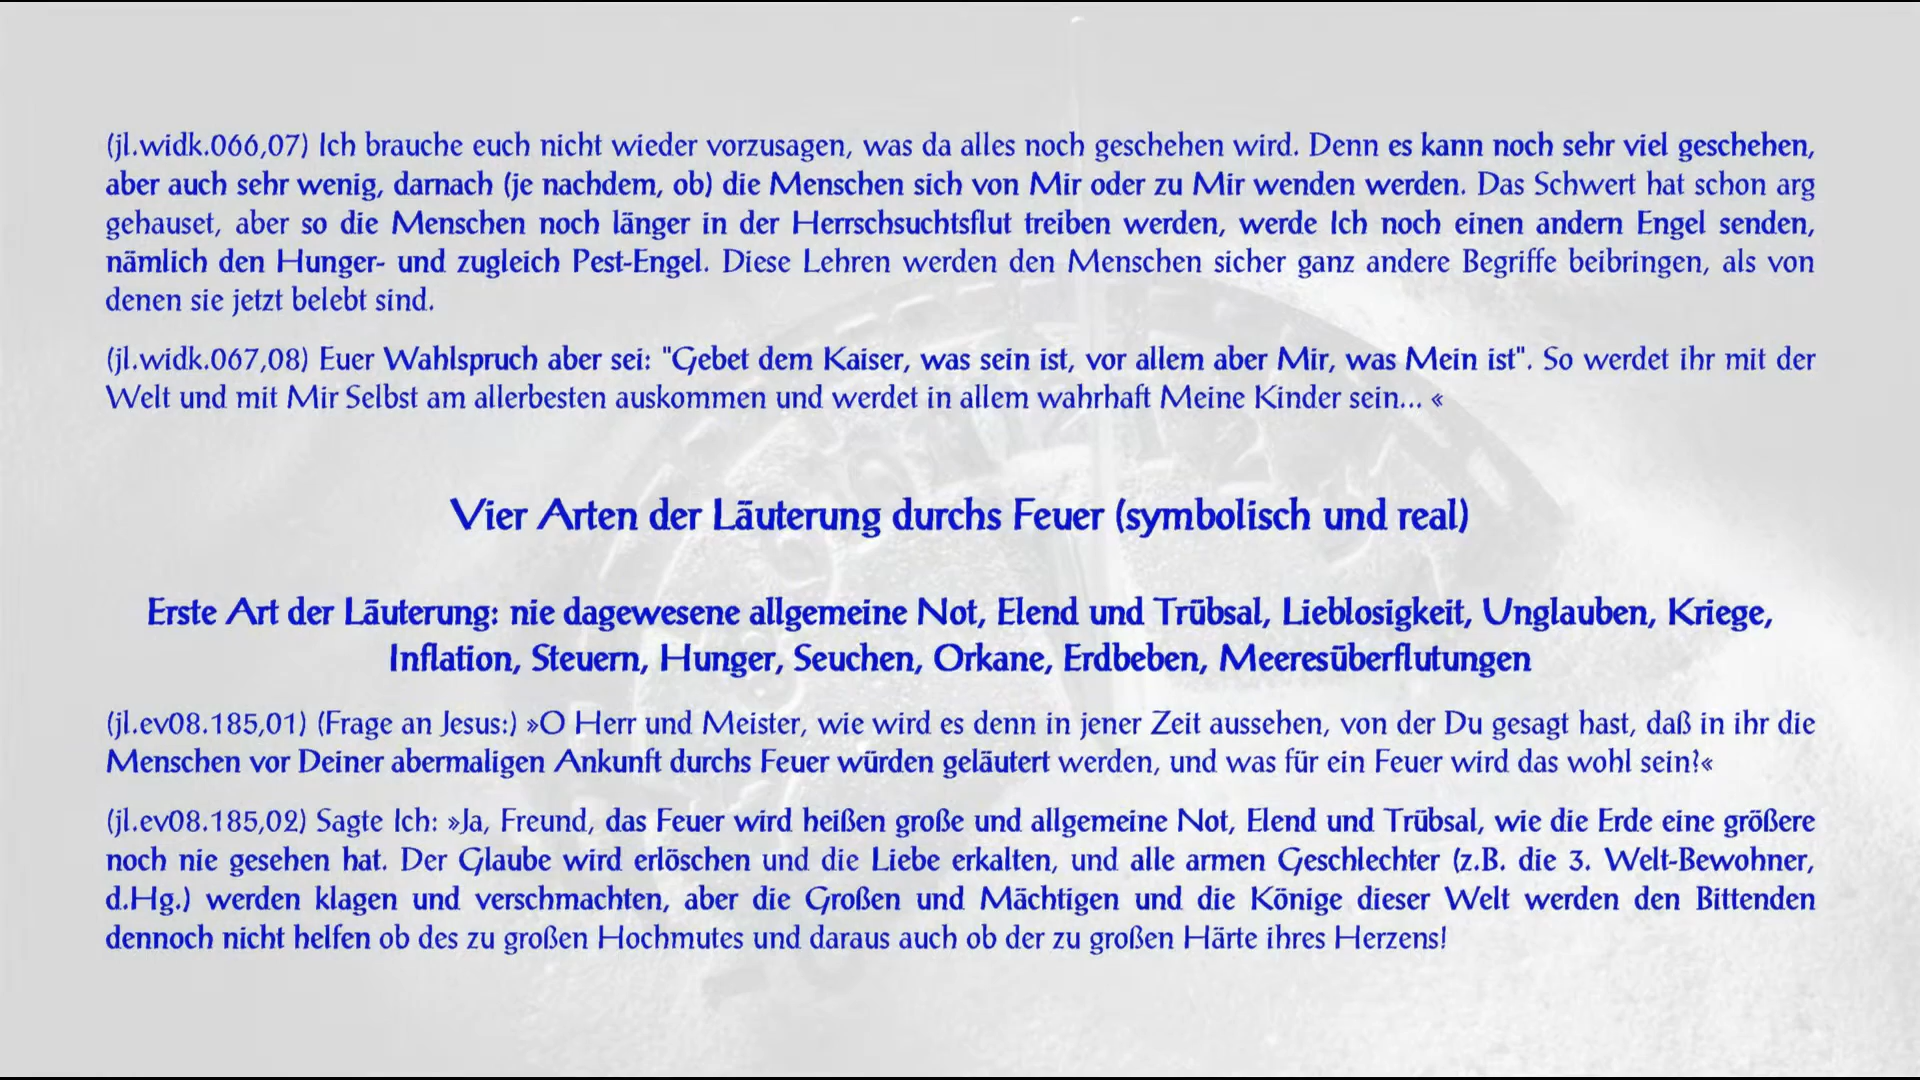 (jl.widk.066,07) Ich brauche euch nicht wieder vorzusagen, was da alles noch geschehen wird. Denn es kann noch sehr viel geschehen,
aber auch sehr wenig, darnach (je nachdem, ob) die Menschen sich von Mir oder zu Mir wenden werden. Das Schwert hat schon arg
gehauset, aber so die Menschen noch länger in der Herrschsuchtsflut treiben werden, werde Ich noch einen andern Engel senden,
nämlich den Hunger- und zugleich Pest-Engel. Diese Lehren werden den Menschen sicher ganz andere Begriffe beibringen, als von
denen sie jetzt belebt sind.
(jl.widk.067,08) Euer Wahlspruch aber sei: "Gebet dem Kaiser, was sein ist, vor allem aber Mir, was Mein ist". So werdet ihr mit der
Welt und mit Mir Selbst am allerbesten auskommen und werdet in allem wahrhaft Meine Kinder sein... «
Vier Arten der Läuterung durchs Feuer (symbolisch und real)
Erste Art der Läuterung: nie dagewesene allgemeine Not, Elend und Trübsal, Lieblosigkeit, Unglauben, Kriege,
Inflation, Steuern, Hunger, Seuchen, Orkane, Erdbeben, Meeresüberflutungen
(jl.ev08.185,01) (Frage an Jesus:) »O Herr und Meister, wie wird es denn in jener Zeit aussehen, von der Du gesagt hast, daß in ihr die
Menschen vor Deiner abermaligen Ankunft durchs Feuer würden geläutert werden, und was für ein Feuer wird das wohl sein?«
(jl.ev08.185,02) Sagte Ich: »Ja, Freund, das Feuer wird heißen große und allgemeine Not, Elend und Trübsal, wie die Erde eine größere
noch nie gesehen hat. Der Glaube wird erlöschen und die Liebe erkalten, und alle armen Geschlechter (z.B. die 3. Welt-Bewohner,
d.Hg.) werden klagen und verschmachten, aber die Großen und Mächtigen und die Könige dieser Welt werden den Bittenden
dennoch nicht helfen ob des zu großen Hochmutes und daraus auch ob der zu großen Härte ihres Herzens!